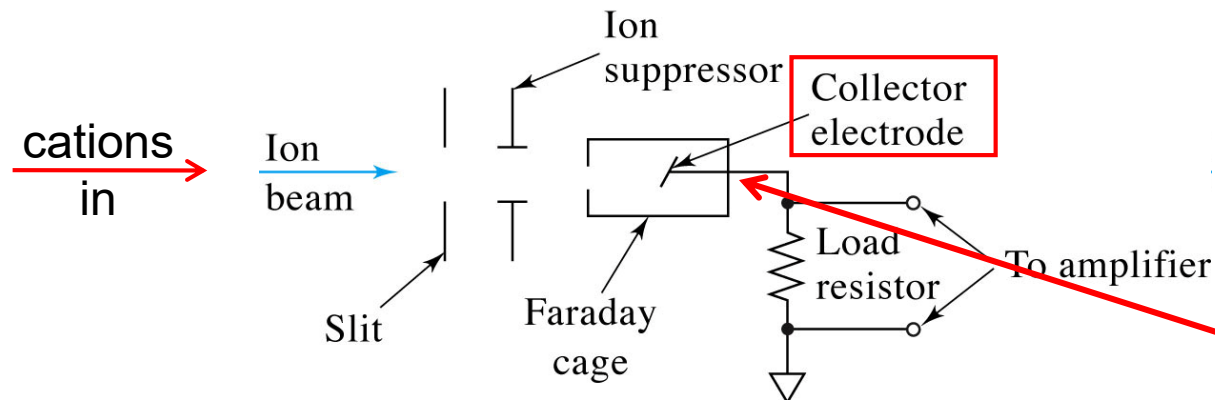 cations
in
Ion
beam
Ion
suppressor
Collector
electrode
Slit
Faraday
cage
Load
resistor
To amplifier